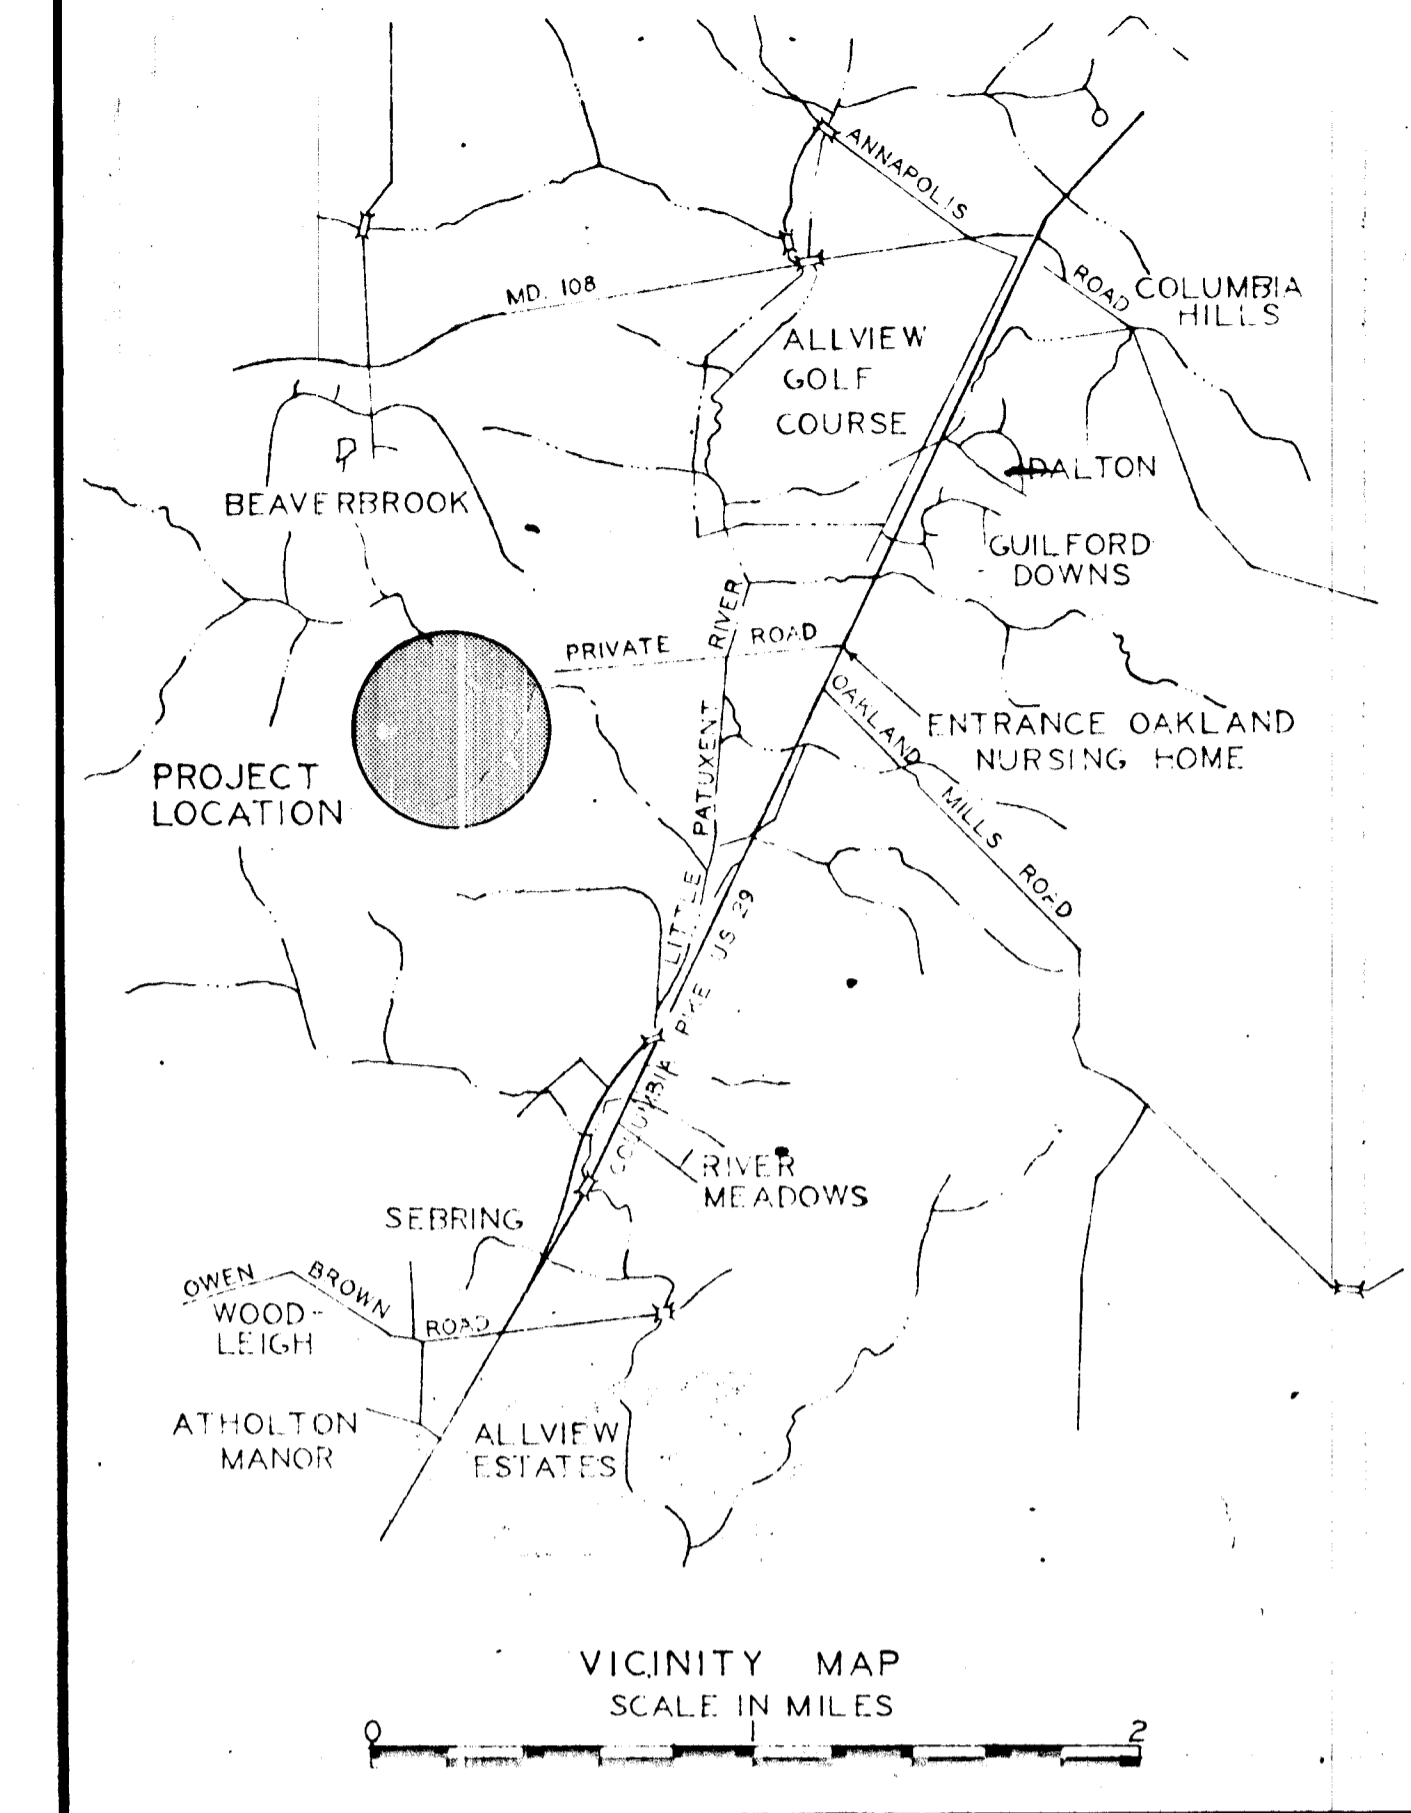 ANNAPOLIS
ROAD
COLUMBIA
HILLS
MD. 108
ALLVIEW
GOLF
COURSE
DALTON
BEAVERBROOK
GUILFORD
DOWNS
PRIVATE ROAD
LITTLE PATUXENT RIVER
OAKLAND MILLS ROAD
ENTRANCE OAKLAND
NURSING HOME
PROJECT
LOCATION
COLUMBIA PIKE US 29
RIVER
MEADOWS
SEBRING
OWEN BROWN ROAD
WOOD-
LEIGH
ATHOLTON
MANOR
ALLVIEW
ESTATES
VICINITY MAP
SCALE IN MILES
0 1 2